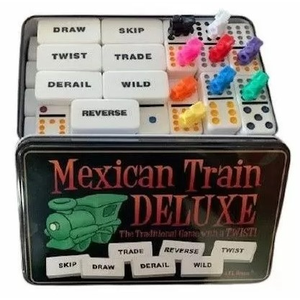 DRAW SKIP
TWIST TRADE
DERAIL WILD
REVERSE
Mexican Train
DELUXE
The Traditional Game with a TWIST!
TRADE REVERSE TWIST
SKIP DRAW DERAIL WILD